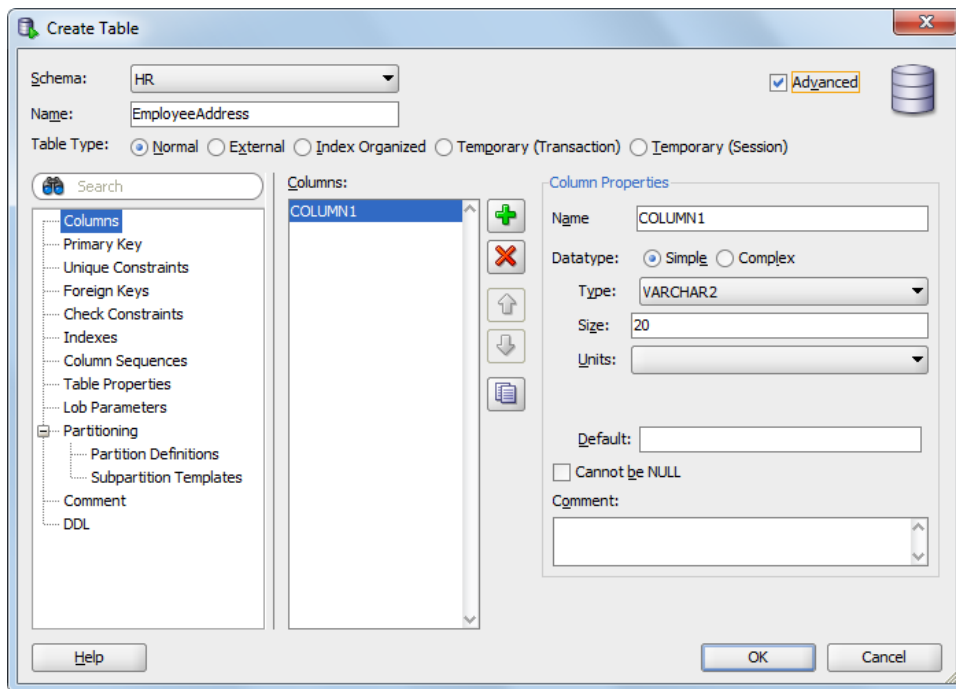 Create Table
Schema: HR Advanced
Name: EmployeeAddress
Table Type: Normal External Index Organized Temporary (Transaction) Temporary (Session)
Search
Columns
Primary Key
Unique Constraints
Foreign Keys
Check Constraints
Indexes
Column Sequences
Table Properties
Lob Parameters
Partitioning
Partition Definitions
Subpartition Templates
Comment
DDL
Columns:
COLUMN1
Column Properties
Name COLUMN1
Datatype: Simple Complex
Type: VARCHAR2
Size: 20
Units:
Default:
Cannot be NULL
Comment:
Help OK Cancel